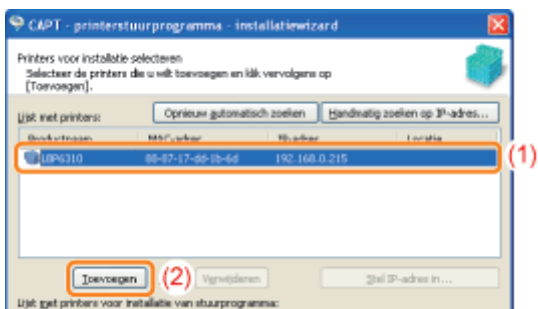 CAPT - printerstuurprogramma - installatiewizard
Printers voor installatie selecteren
Selecteer de printers die u wilt toevoegen en klik vervolgens op
[Toevoegen].
Lijst met printers:
Opnieuw automatisch zoeken
Handmatig zoeken op IP-adres...
Productnaam MAC-adres IP-adres Locatie
LBP6310 88-87-17-dd-1b-6d 192.168.0.215
(1)
Toevoegen
(2)
Verwijderen
Stel IP-adres in...
Lijst met printers voor installatie van stuurprogramma: